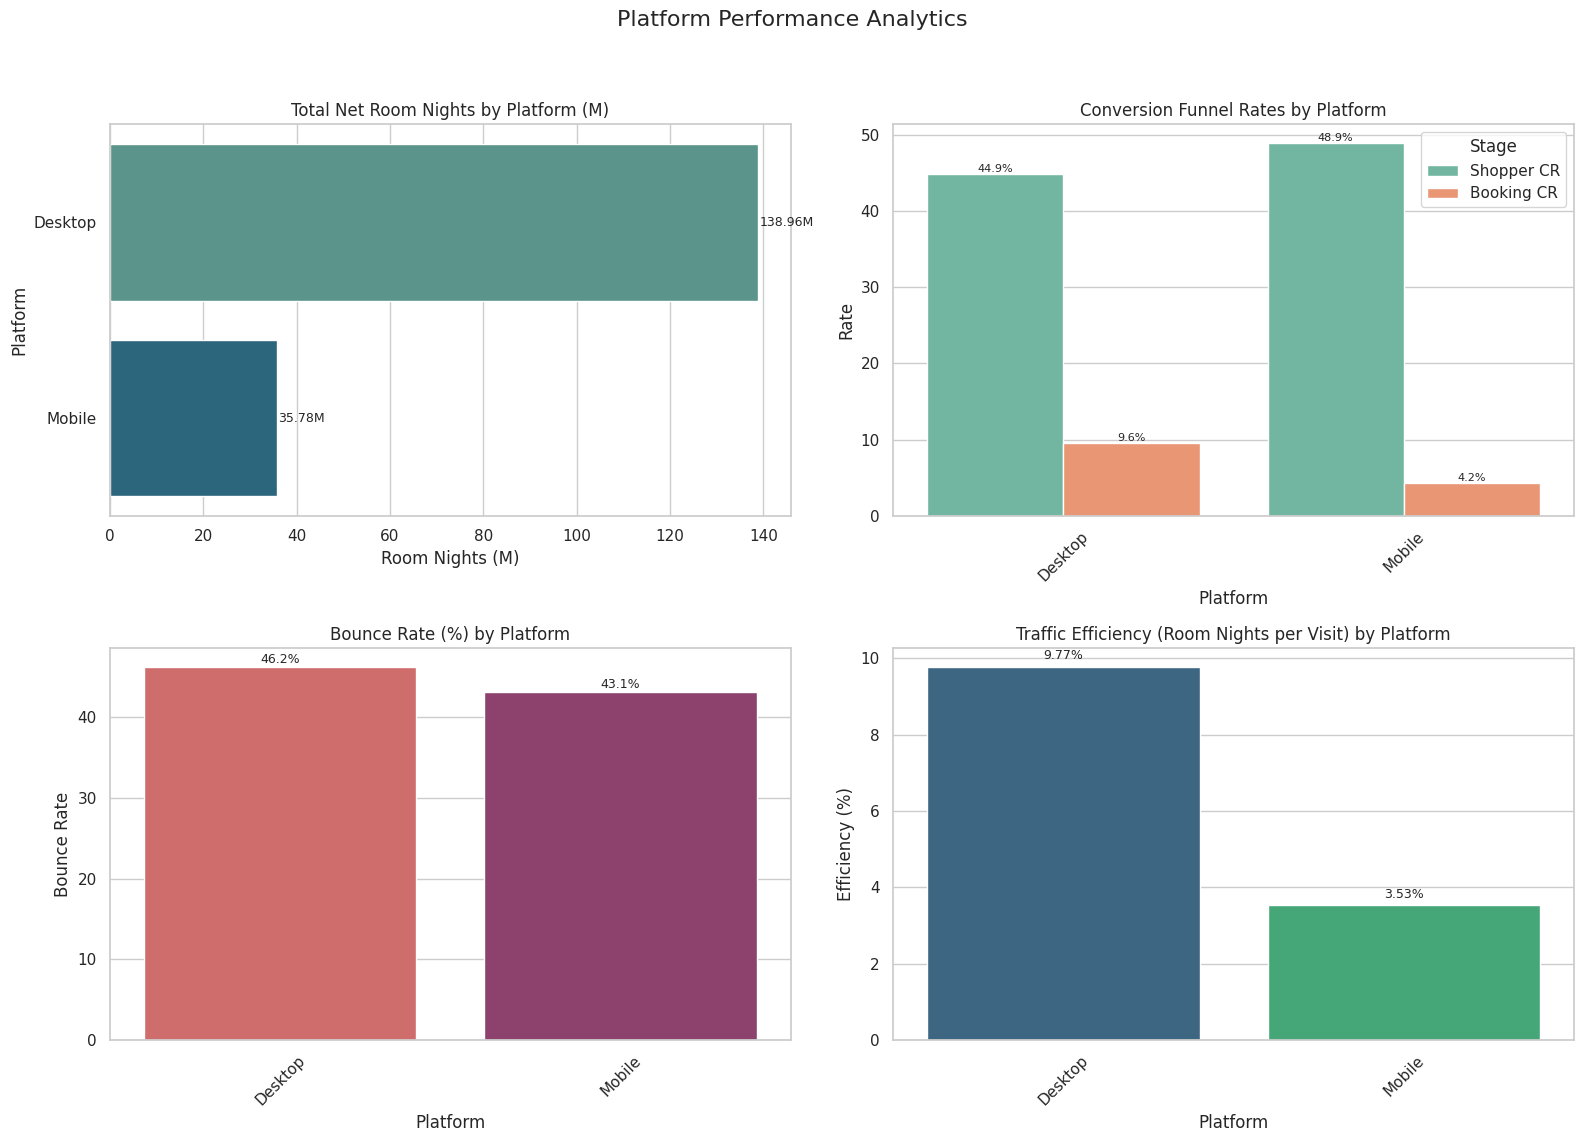 Platform Performance Analytics
Total Net Room Nights by Platform (M)
Platform
Desktop
Mobile
138.96M
35.78M
0 20 40 60 80 100 120 140
Room Nights (M)
Conversion Funnel Rates by Platform
Rate
50
40
30
20
10
0
44.9%
9.6%
48.9%
4.2%
Stage
Shopper CR
Booking CR
Desktop
Mobile
Platform
Bounce Rate (%) by Platform
Bounce Rate
40
30
20
10
0
46.2%
43.1%
Desktop
Mobile
Platform
Traffic Efficiency (Room Nights per Visit) by Platform
Efficiency (%)
10
8
6
4
2
0
9.77%
3.53%
Desktop
Mobile
Platform